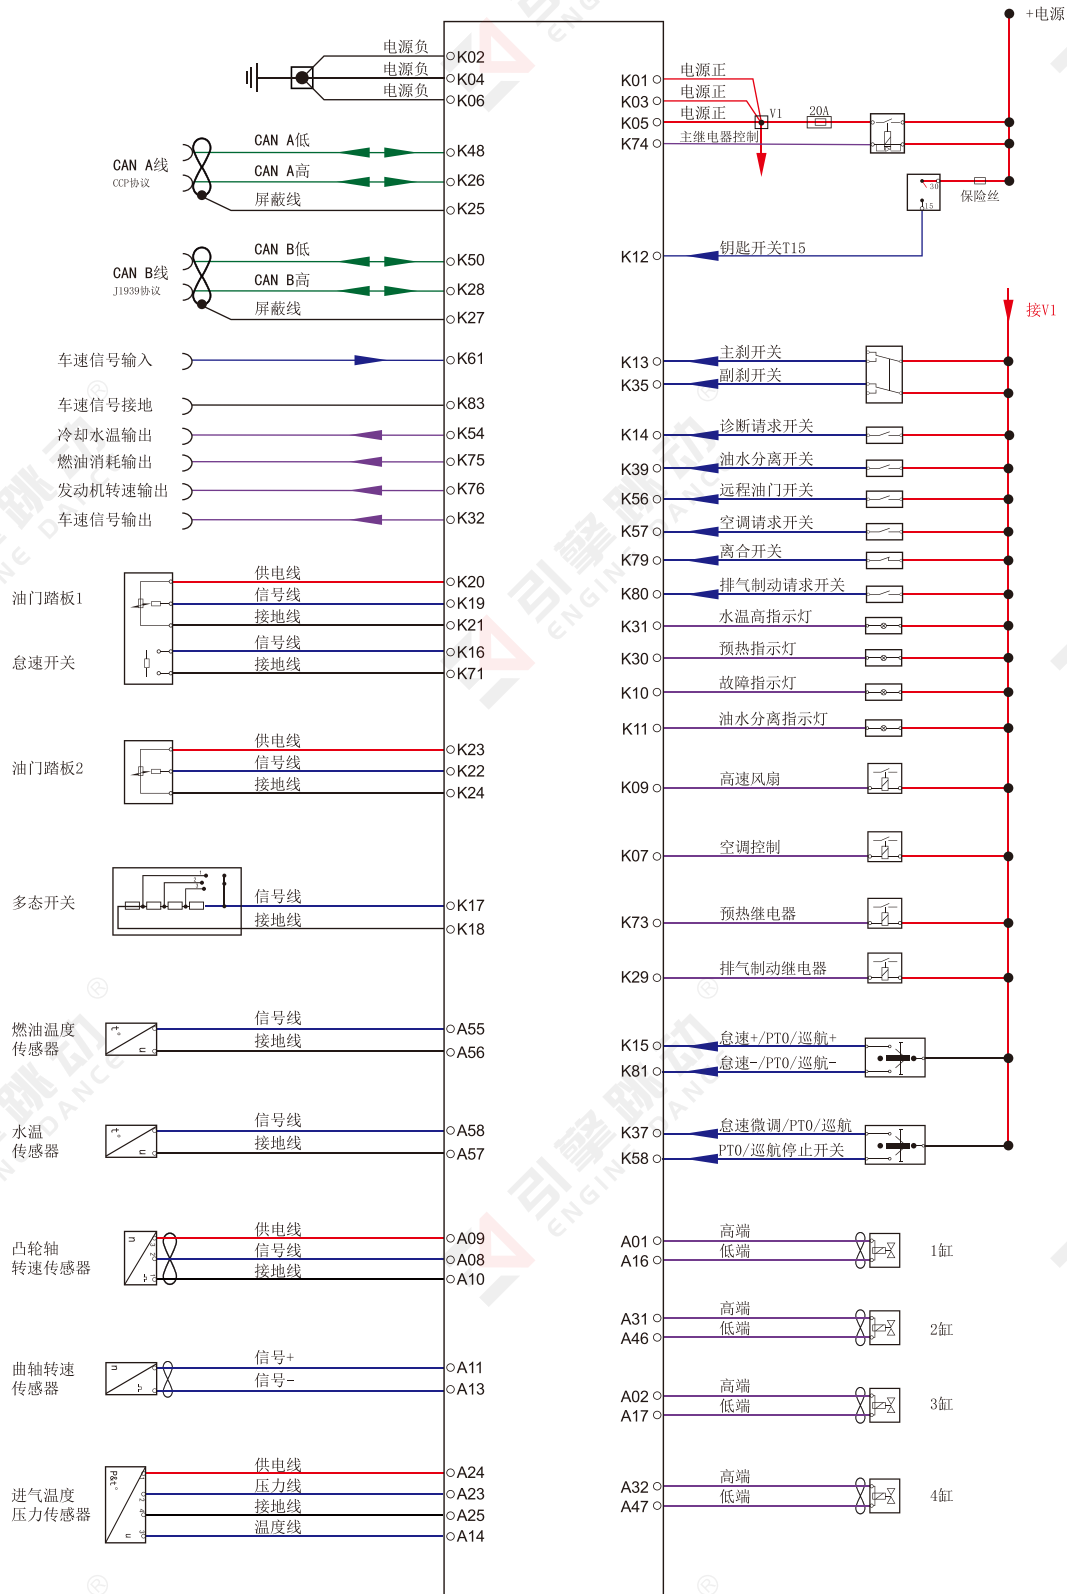 +电源
电源负
K02
电源负
K04
电源负
K06
CAN A线
CCP协议
CAN A低
K48
CAN A高
K26
屏蔽线
K25
CAN B线
J1939协议
CAN B低
K50
CAN B高
K28
屏蔽线
K27
车速信号输入
K61
车速信号接地
K83
冷却水温输出
K54
燃油消耗输出
K75
发动机转速输出
K76
车速信号输出
K32
油门踏板1
供电线
K20
信号线
K19
接地线
K21
怠速开关
信号线
K16
接地线
K71
油门踏板2
供电线
K23
信号线
K22
接地线
K24
多态开关
信号线
K17
接地线
K18
燃油温度
传感器
t°
u
信号线
A55
接地线
A56
水温
传感器
t°
u
信号线
A58
接地线
A57
凸轮轴
转速传感器
n
3
2
1
供电线
A09
信号线
A08
接地线
A10
曲轴转速
传感器
n
信号+
A11
信号-
A13
进气温度
压力传感器
P&t°
u
1
2
4
3
供电线
A24
压力线
A23
接地线
A25
温度线
A14
K01
电源正
K03
电源正
K05
电源正
V1
20A
K74
主继电器控制
30
15
保险丝
K12
钥匙开关T15
接V1
K13
主刹开关
K35
副刹开关
K14
诊断请求开关
K39
油水分离开关
K56
远程油门开关
K57
空调请求开关
K79
离合开关
K80
排气制动请求开关
K31
水温高指示灯
K30
预热指示灯
K10
故障指示灯
K11
油水分离指示灯
K09
高速风扇
K07
空调控制
K73
预热继电器
K29
排气制动继电器
K15
怠速+/PTO/巡航+
K81
怠速-/PTO/巡航-
K37
怠速微调/PTO/巡航
K58
PTO/巡航停止开关
A01
高端
A16
低端
1缸
A31
高端
A46
低端
2缸
A02
高端
A17
低端
3缸
A32
高端
A47
低端
4缸
引擎跳动
ENGINE DANCE
®